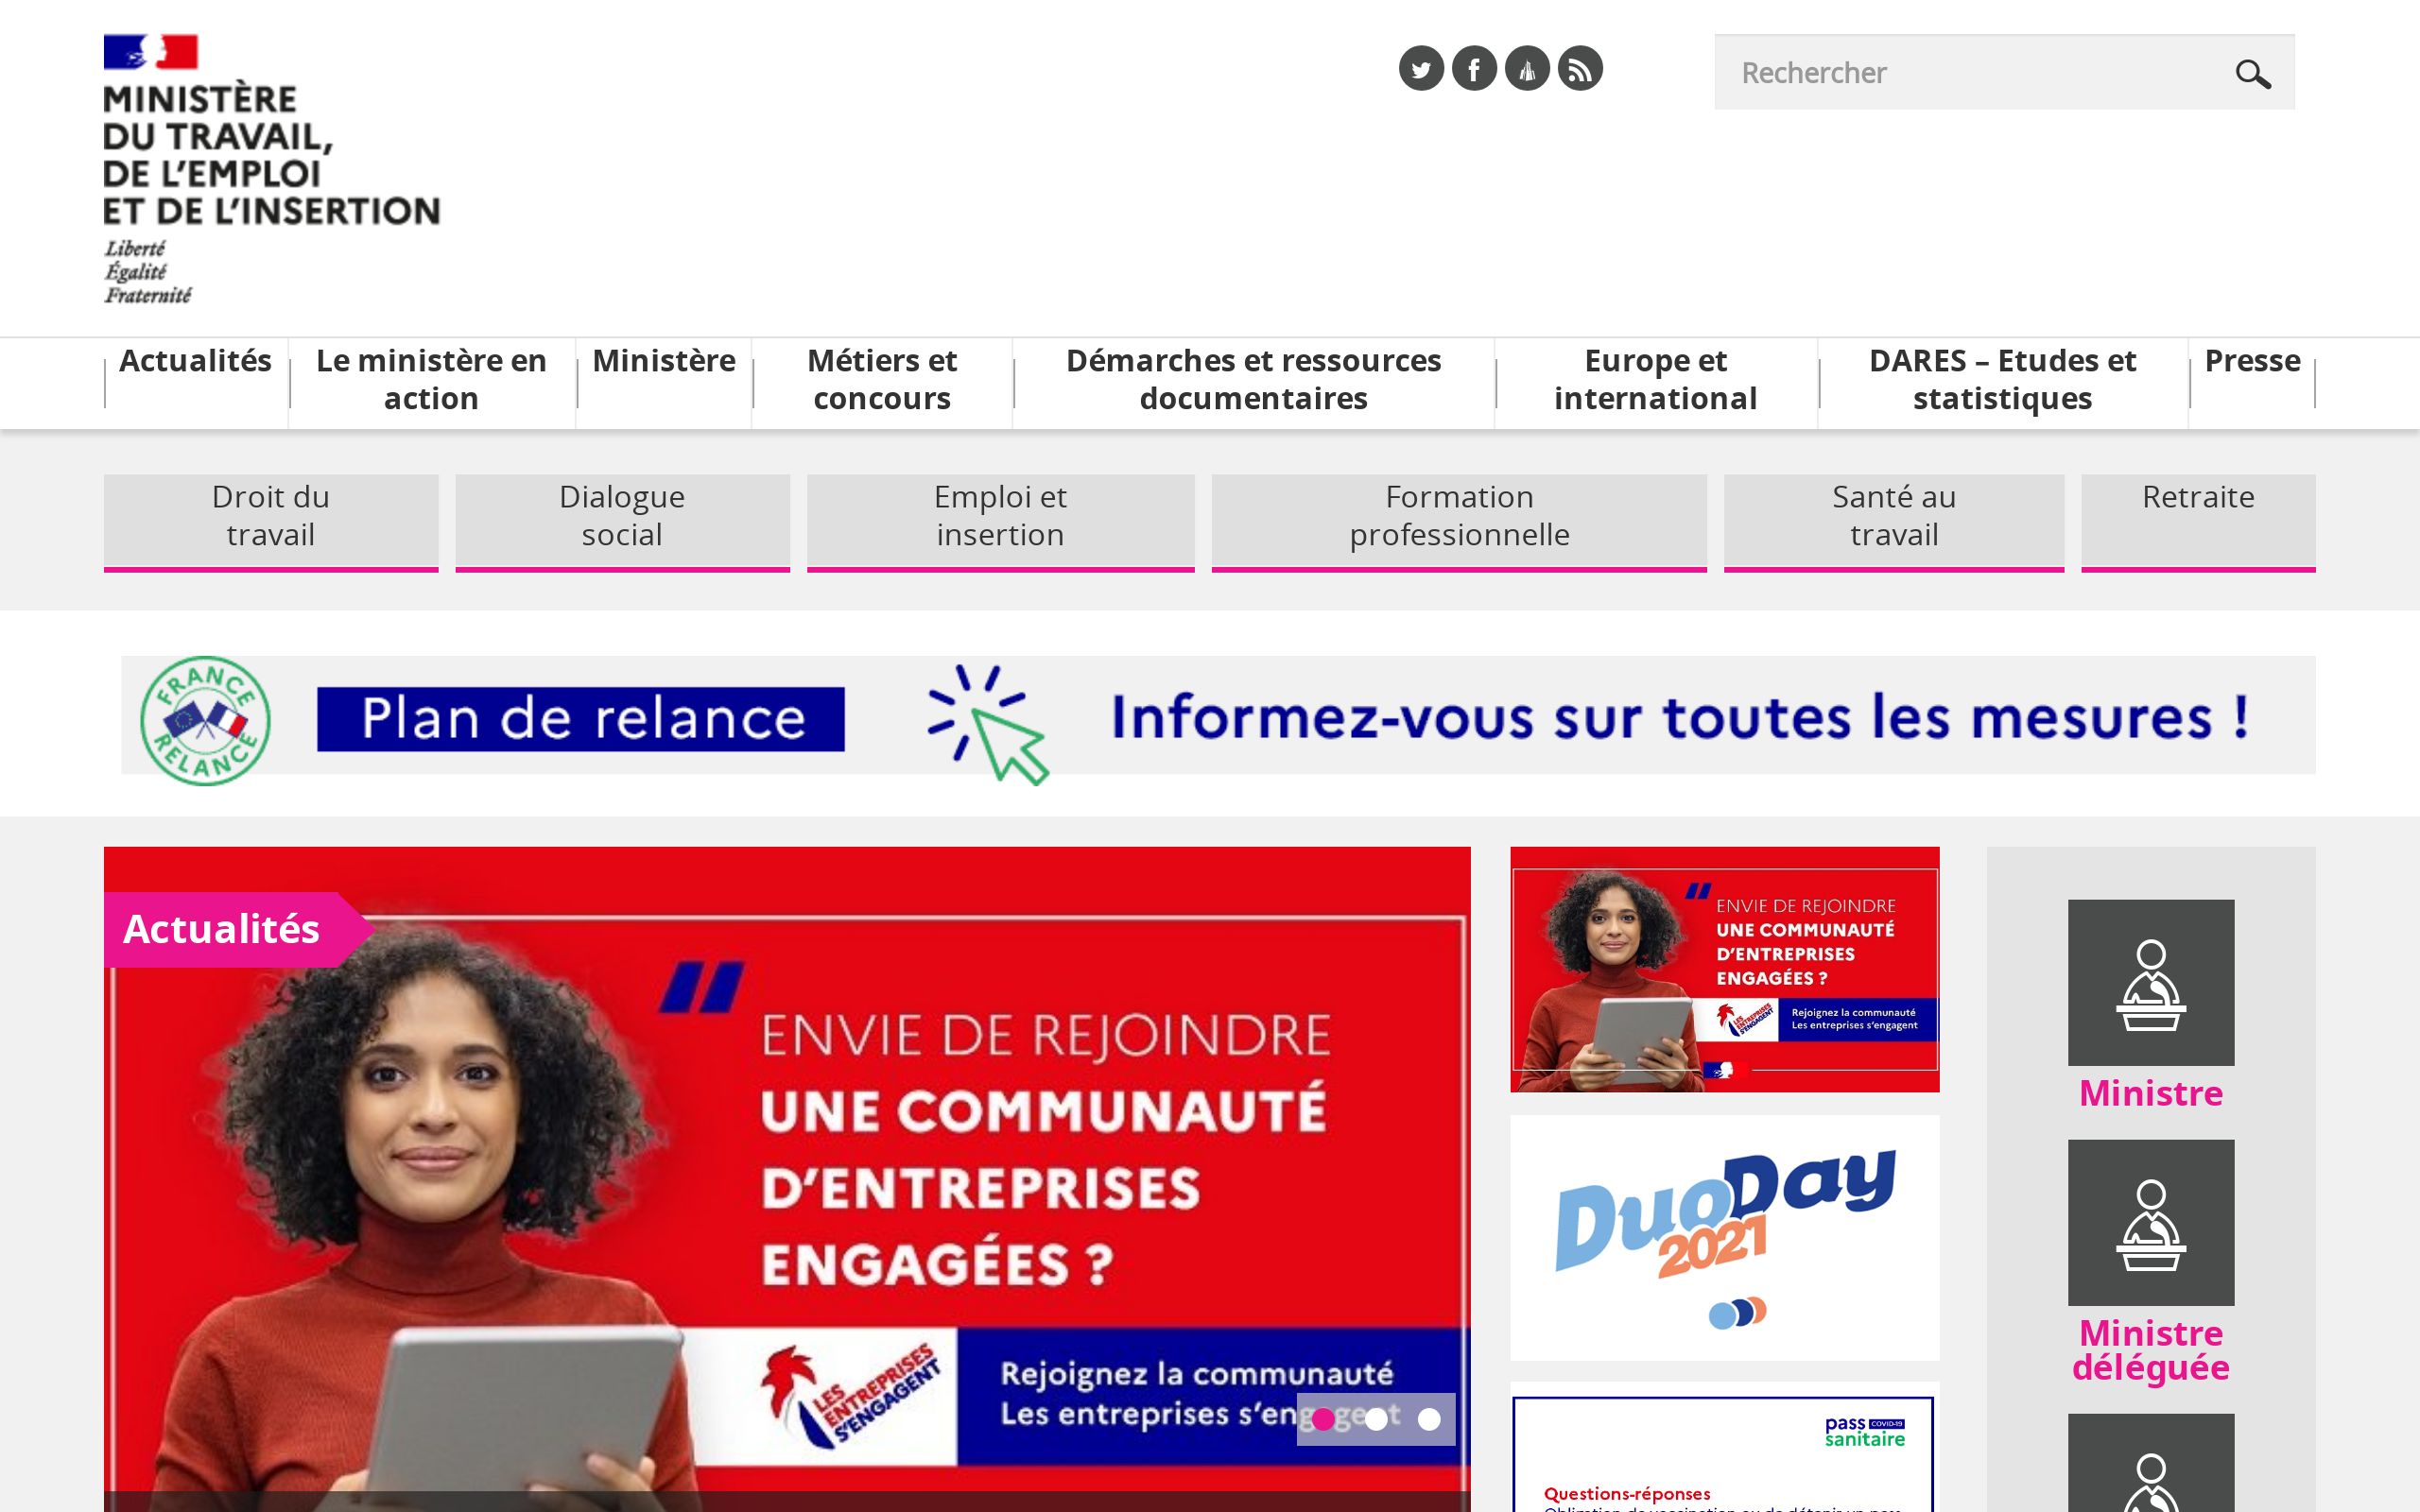 MINISTÈRE
DU TRAVAIL,
DE L'EMPLOI
ET DE L'INSERTION
Liberté
Égalité
Fraternité
Rechercher
Actualités
Le ministère en
action
Ministère
Métiers et
concours
Démarches et ressources
documentaires
Europe et
international
DARES – Etudes et
statistiques
Presse
Droit du
travail
Dialogue
social
Emploi et
insertion
Formation
professionnelle
Santé au
travail
Retraite
FRANCE
RELANCE
Plan de relance
Informez-vous sur toutes les mesures !
Actualités
ENVIE DE REJOINDRE
UNE COMMUNAUTÉ
D'ENTREPRISES
ENGAGÉES ?
LES
ENTREPRISES
S'ENGAGENT
Rejoignez la communauté
Les entreprises s'engagent
ENVIE DE REJOINDRE
UNE COMMUNAUTÉ
D'ENTREPRISES
ENGAGÉES ?
LES
ENTREPRISES
S'ENGAGENT
Rejoignez la communauté
Les entreprises s'engagent
DuoDay
2021
pass COVID-19
sanitaire
Questions-réponses
Ministre
Ministre
déléguée